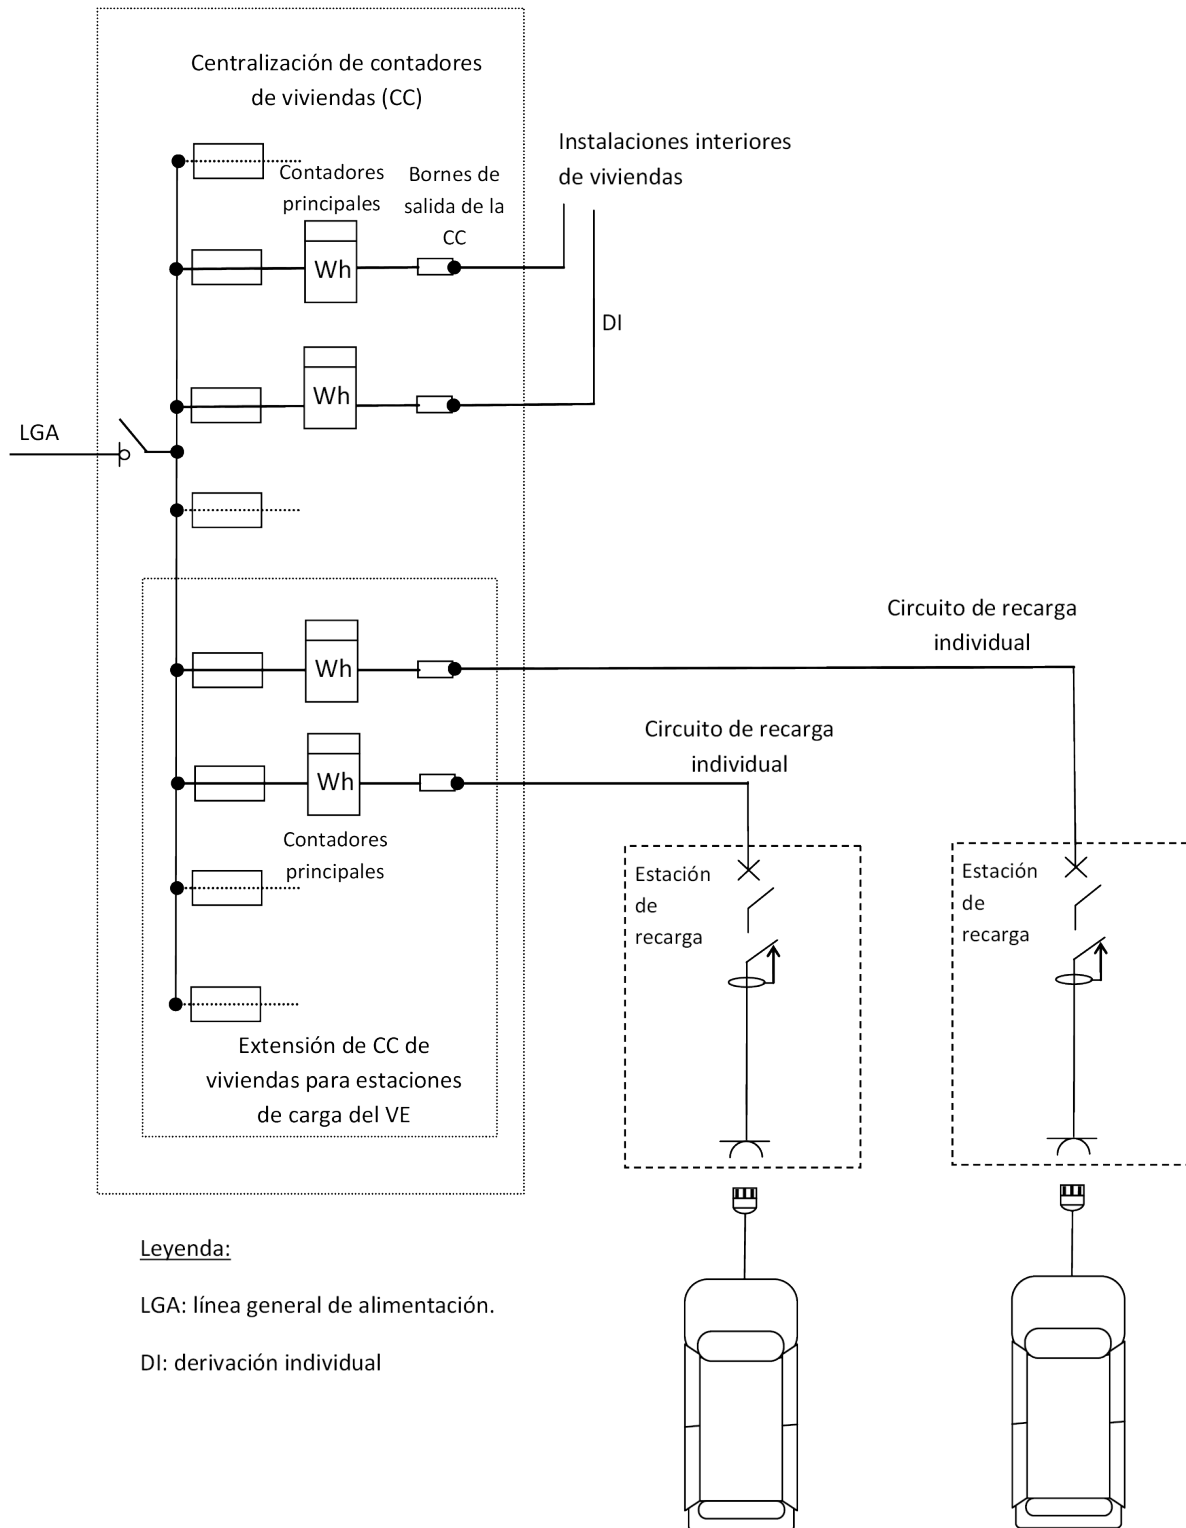 Centralización de contadores
de viviendas (CC)
Instalaciones interiores
de viviendas
Contadores
principales
Bornes de
salida de la
CC
Wh
DI
Wh
LGA
Circuito de recarga
individual
Wh
Circuito de recarga
individual
Wh
Contadores
principales
Estación
de
recarga
Estación
de
recarga
Extensión de CC de
viviendas para estaciones
de carga del VE
Leyenda:
LGA: línea general de alimentación.
DI: derivación individual